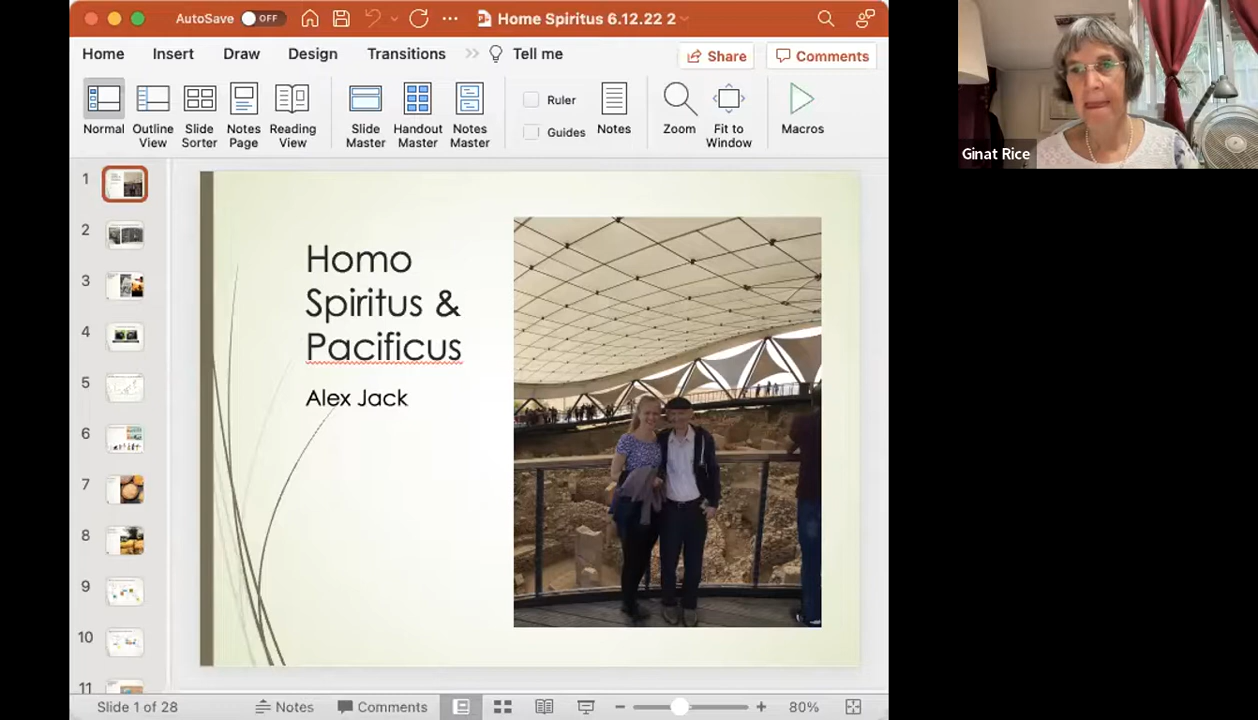 AutoSave OFF
Home Spiritus 6.12.22 2
Home Insert Draw Design Transitions Tell me Share Comments
Normal
Outline View
Slide Sorter
Notes Page
Reading View
Slide Master
Handout Master
Notes Master
Ruler
Guides
Notes
Zoom
Fit to Window
Macros
Ginat Rice
1
2
3
4
5
6
7
8
9
10
11
Homo
Spiritus &
Pacificus
Alex Jack
Slide 1 of 28 Notes Comments 80%